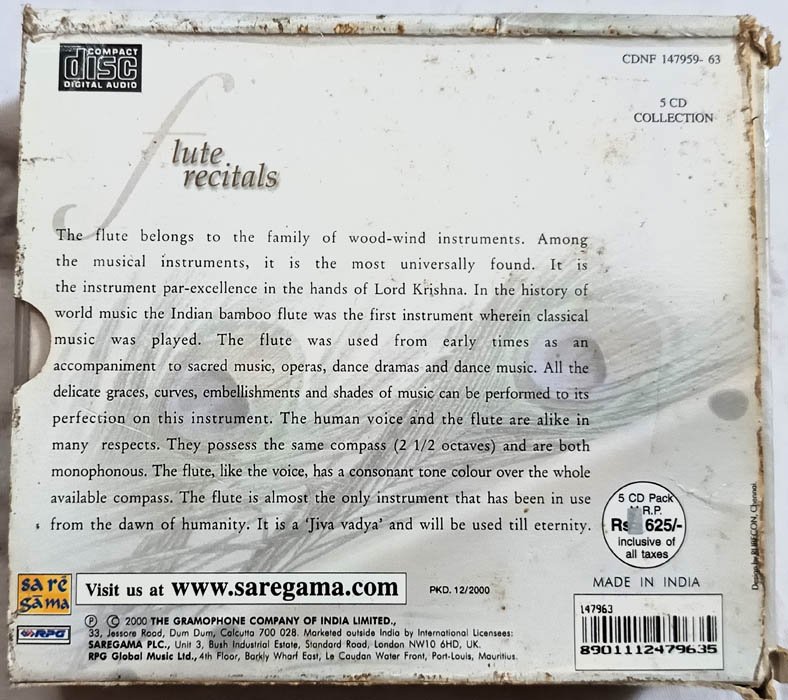 COMPACT
disc
DIGITAL AUDIO
CDNF 147959- 63
5 CD
COLLECTION
flute
recitals
The flute belongs to the family of wood-wind instruments. Among
the musical instruments, it is the most universally found. It is
the instrument par-excellence in the hands of Lord Krishna. In the history of
world music the Indian bamboo flute was the first instrument wherein classical
music was played. The flute was used from early times as an
accompaniment to sacred music, operas, dance dramas and dance music. All the
delicate graces, curves, embellishments and shades of music can be performed to its
perfection on this instrument. The human voice and the flute are alike in
many respects. They possess the same compass (2 1/2 octaves) and are both
monophonous. The flute, like the voice, has a consonant tone colour over the whole
available compass. The flute is almost the only instrument that has been in use
from the dawn of humanity. It is a 'Jiva vadya' and will be used till eternity.
5 CD Pack
R.P.
Rs 625/-
inclusive of
all taxes
MADE IN INDIA
sa rē
gāma
Visit us at www.saregama.com
PKD. 12/2000
RPG
℗ © 2000 THE GRAMOPHONE COMPANY OF INDIA LIMITED.,
33, Jessore Road, Dum Dum, Calcutta 700 028. Marketed outside India by International Licensees:
SAREGAMA PLC., Unit 3, Bush Industrial Estate, Standard Road, London NW10 6HD, UK.
RPG Global Music Ltd., 4th Floor, Barkly Wharf East, Le Caudan Water Front, Port-Louis, Mauritius.
147963
8901112479635
Design by , Chennai